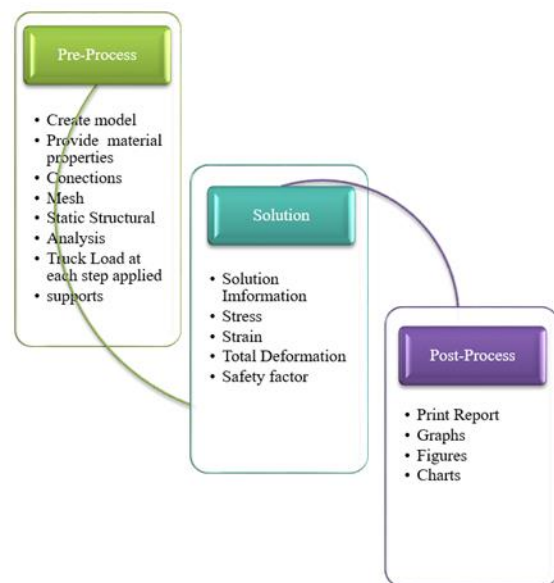 Pre-Process
• Create model
• Provide material
properties
• Conections
• Mesh
• Static Structural
• Analysis
• Truck Load at
each step applied
• supports
Solution
• Solution
Imformation
• Stress
• Strain
• Total Deformation
• Safety factor
Post-Process
• Print Report
• Graphs
• Figures
• Charts